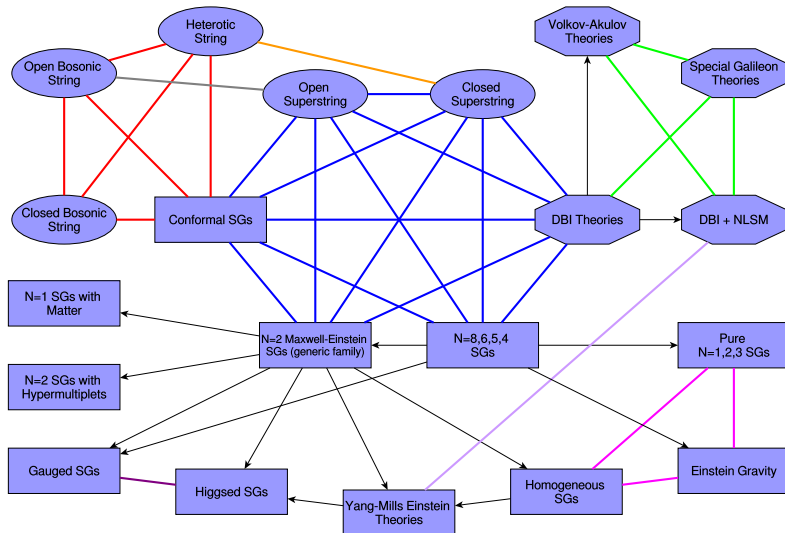 Heterotic
String
Volkov-Akulov
Theories
Open Bosonic
String
Special Galileon
Theories
Open
Superstring
Closed
Superstring
Closed Bosonic
String
Conformal SGs
DBI Theories
DBI + NLSM
N=1 SGs with
Matter
N=2 Maxwell-Einstein
SGs (generic family)
N=8,6,5,4
SGs
Pure
N=1,2,3 SGs
N=2 SGs with
Hypermultiplets
Gauged SGs
Higgsed SGs
Yang-Mills Einstein
Theories
Homogeneous
SGs
Einstein Gravity